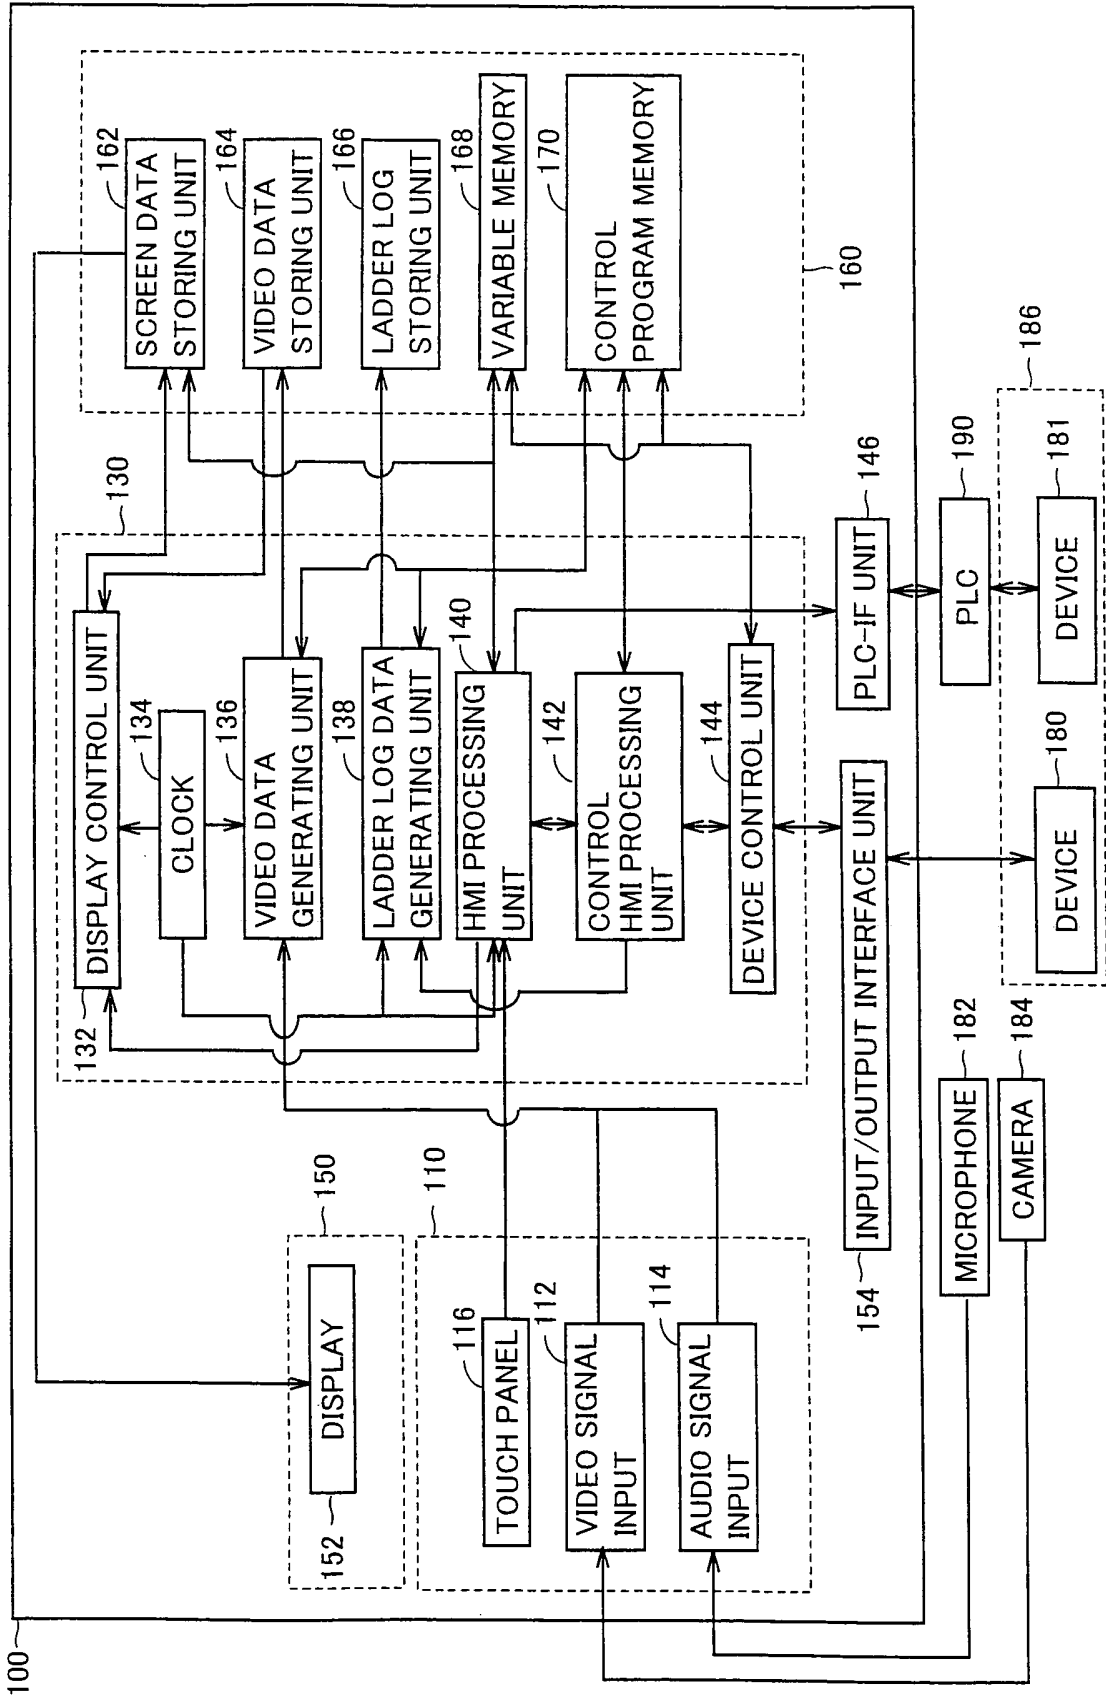 100
150
152
DISPLAY
110
116
TOUCH PANEL
112
VIDEO SIGNAL
INPUT
114
AUDIO SIGNAL
INPUT
130
132
DISPLAY CONTROL UNIT
134
CLOCK
136
VIDEO DATA
GENERATING UNIT
138
LADDER LOG DATA
GENERATING UNIT
140
HMI PROCESSING
UNIT
142
CONTROL
HMI PROCESSING
UNIT
144
DEVICE CONTROL UNIT
162
SCREEN DATA
STORING UNIT
164
VIDEO DATA
STORING UNIT
166
LADDER LOG
STORING UNIT
168
VARIABLE MEMORY
170
CONTROL
PROGRAM MEMORY
160
154
INPUT/OUTPUT INTERFACE UNIT
PLC-IF UNIT
146
MICROPHONE
182
CAMERA
184
PLC
190
180
DEVICE
181
DEVICE
186